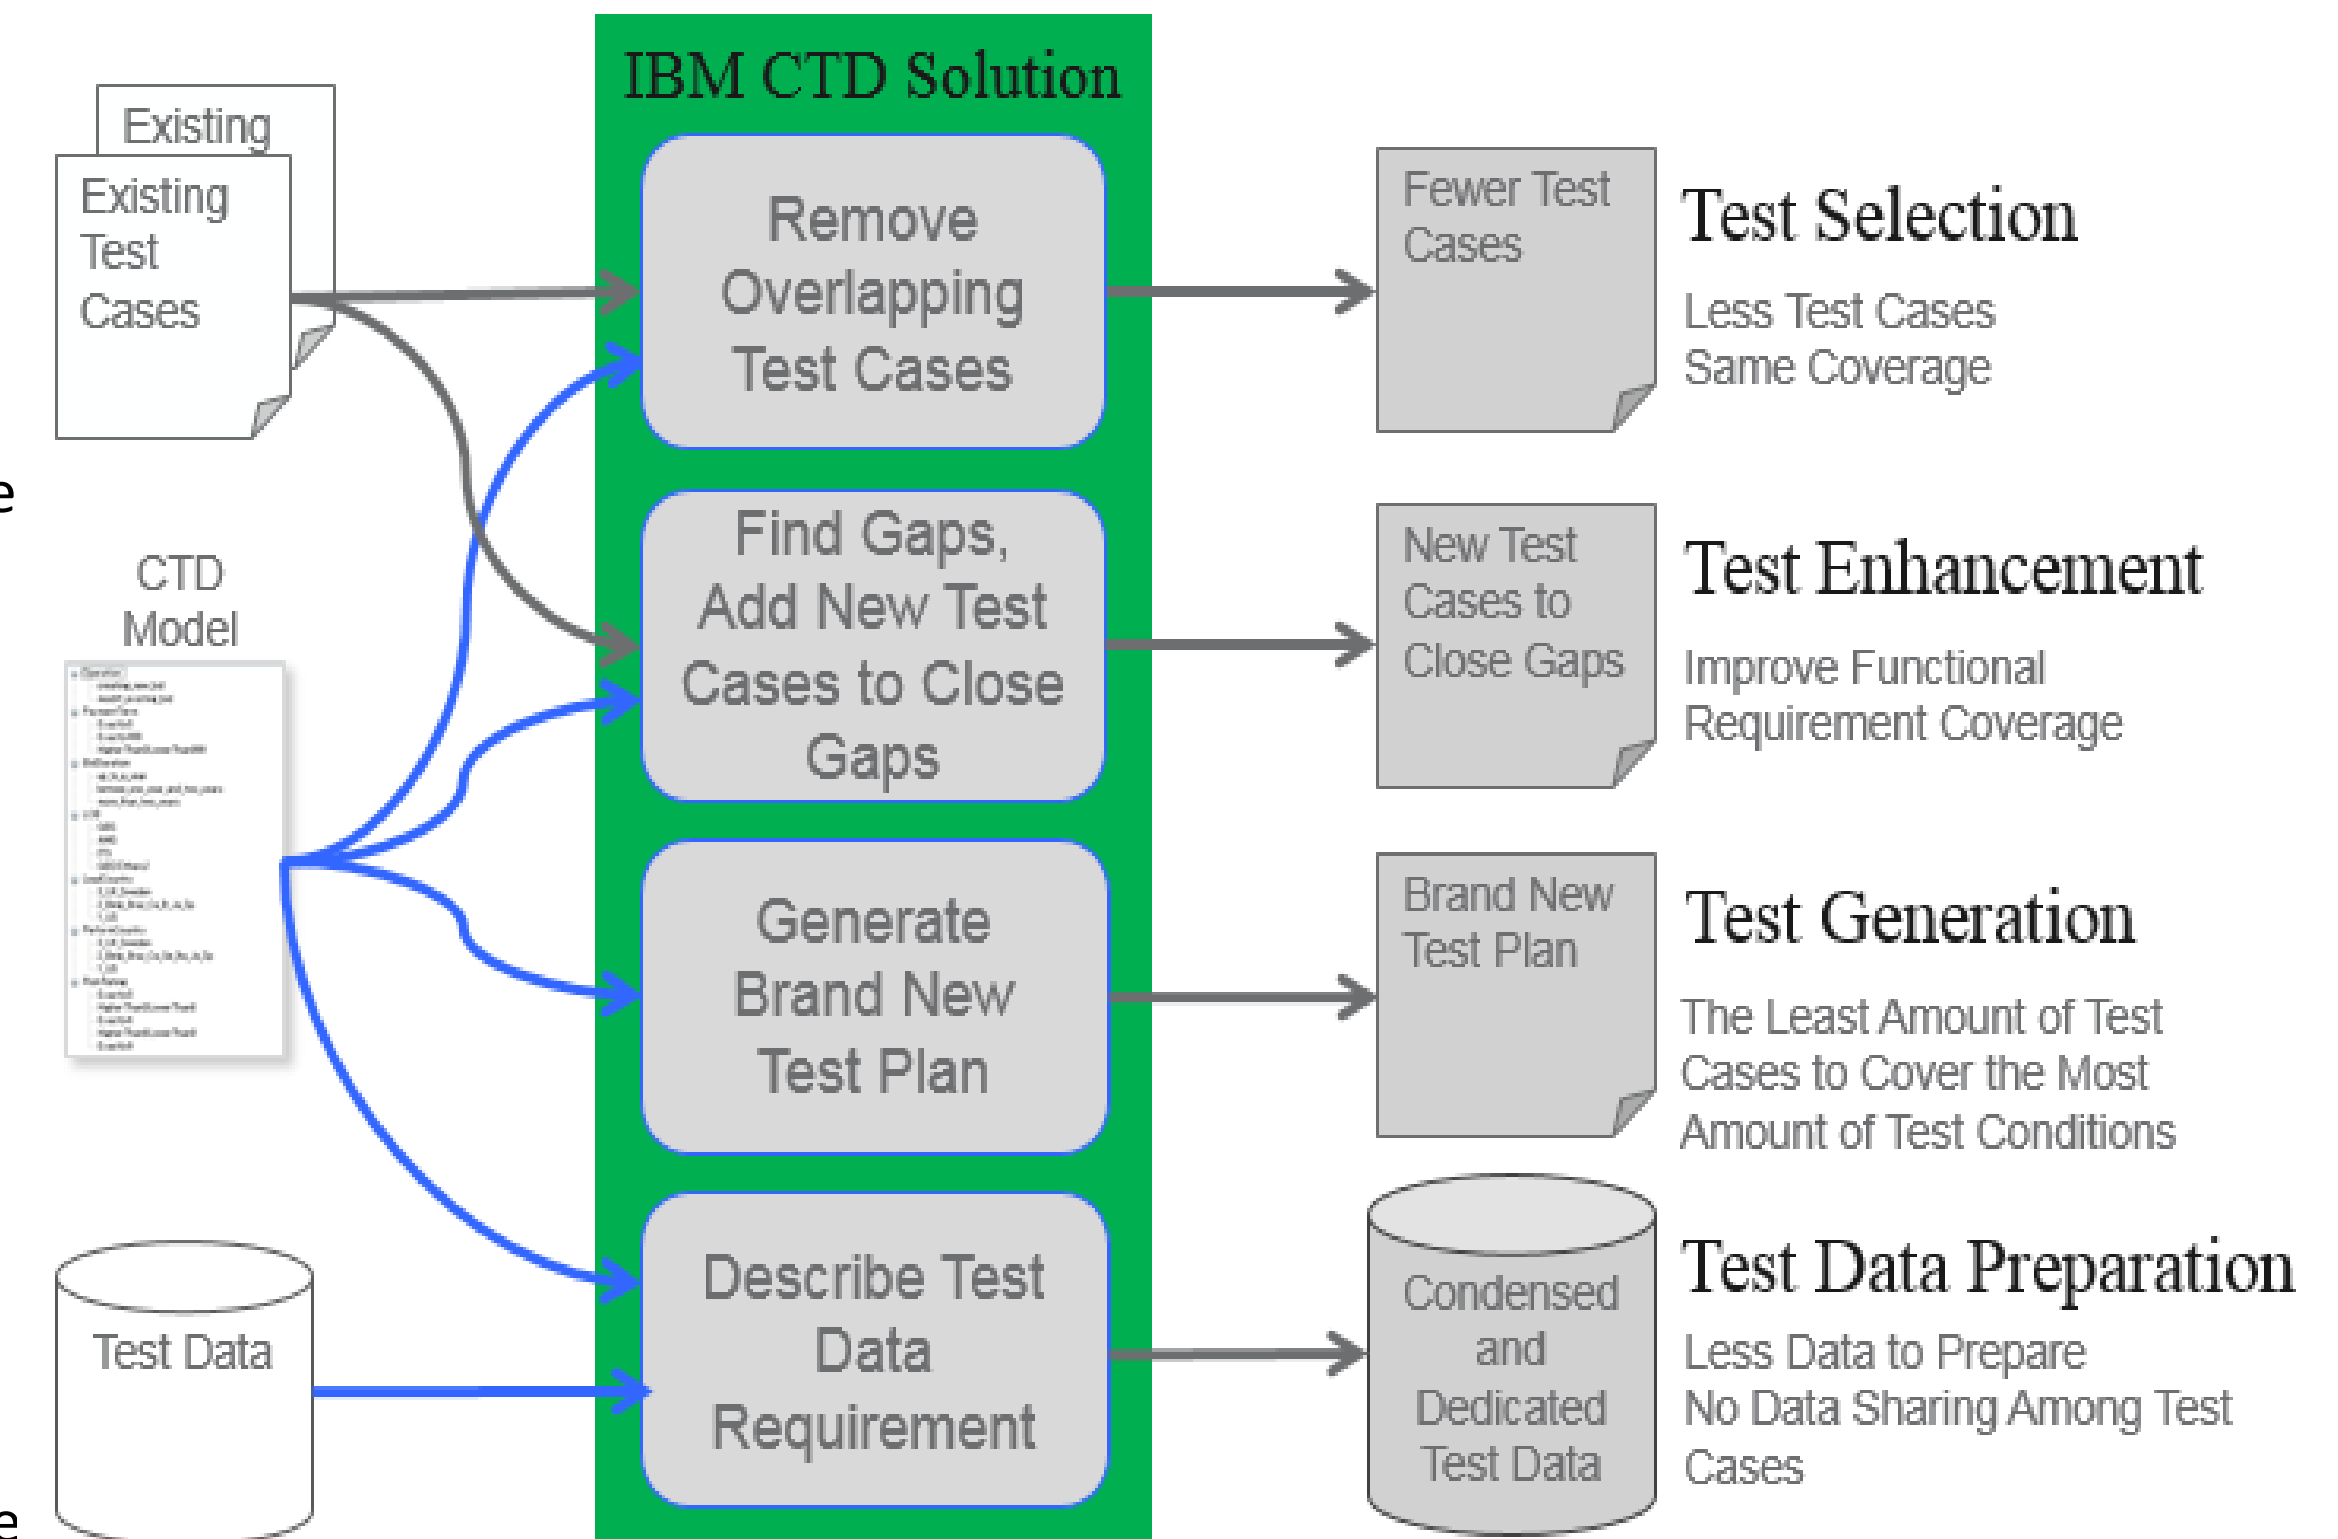 IBM CTD Solution
Existing
Existing
Test
Cases
Remove
Overlapping
Test Cases
Fewer Test
Cases
Test Selection
Less Test Cases
Same Coverage
e
CTD
Model
Find Gaps,
Add New Test
Cases to Close
Gaps
New Test
Cases to
Close Gaps
Test Enhancement
Improve Functional
Requirement Coverage
Generate
Brand New
Test Plan
Brand New
Test Plan
Test Generation
The Least Amount of Test
Cases to Cover the Most
Amount of Test Conditions
Test Data
Describe Test
Data
Requirement
Condensed
and
Dedicated
Test Data
Test Data Preparation
Less Data to Prepare
No Data Sharing Among Test
Cases
e